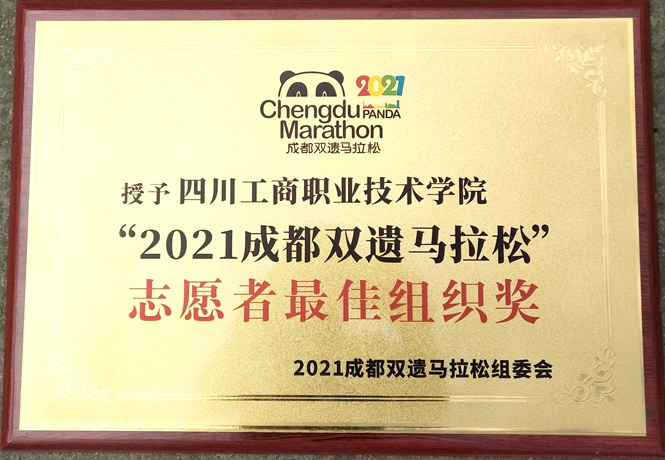 2021
Chengdu PANDA
Marathon
成都双遗马拉松
授予 四川工商职业技术学院
“2021成都双遗马拉松”
志愿者最佳组织奖
2021成都双遗马拉松组委会